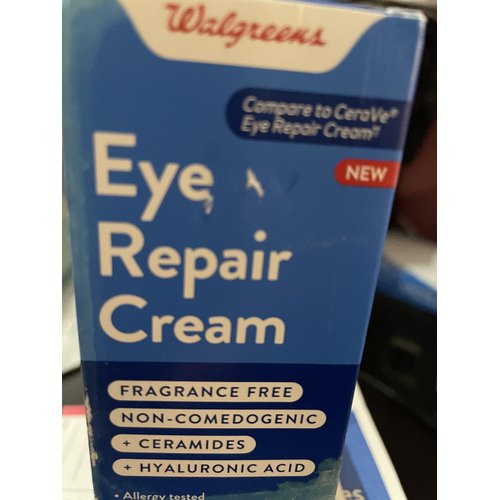 Walgreens
Compare to CeraVe®
Eye Repair Cream†
NEW
Eye
Repair
Cream
FRAGRANCE FREE
NON-COMEDOGENIC
+ CERAMIDES
+ HYALURONIC ACID
• Allergy tested